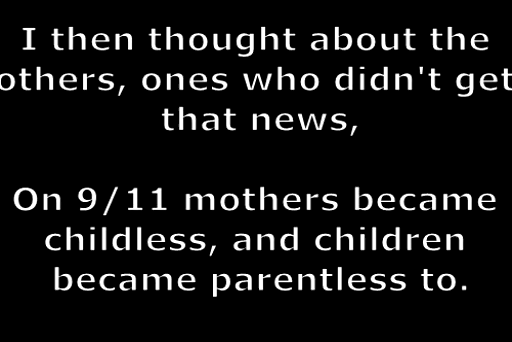 I then thought about the
others, ones who didn't get
that news,
On 9/11 mothers became
childless, and children
became parentless to.